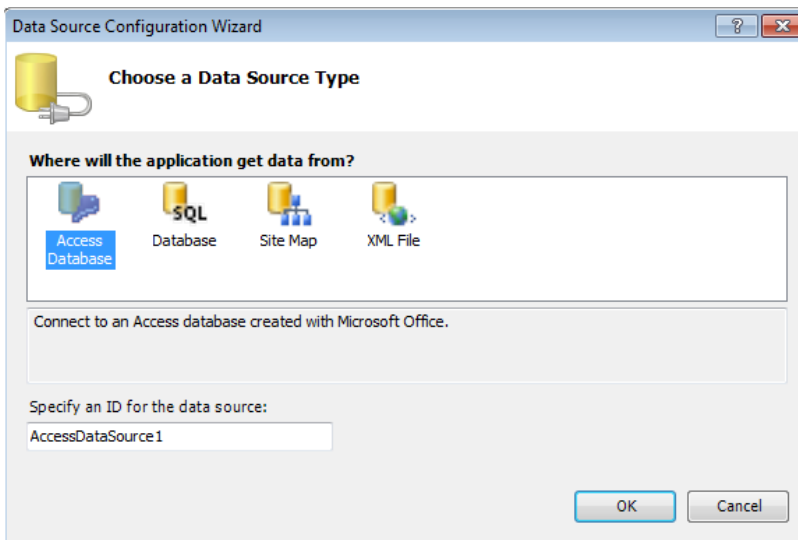 Data Source Configuration Wizard
Choose a Data Source Type
Where will the application get data from?
Access
Database
SQL
Database
Site Map
XML File
Connect to an Access database created with Microsoft Office.
Specify an ID for the data source:
AccessDataSource1
OK
Cancel